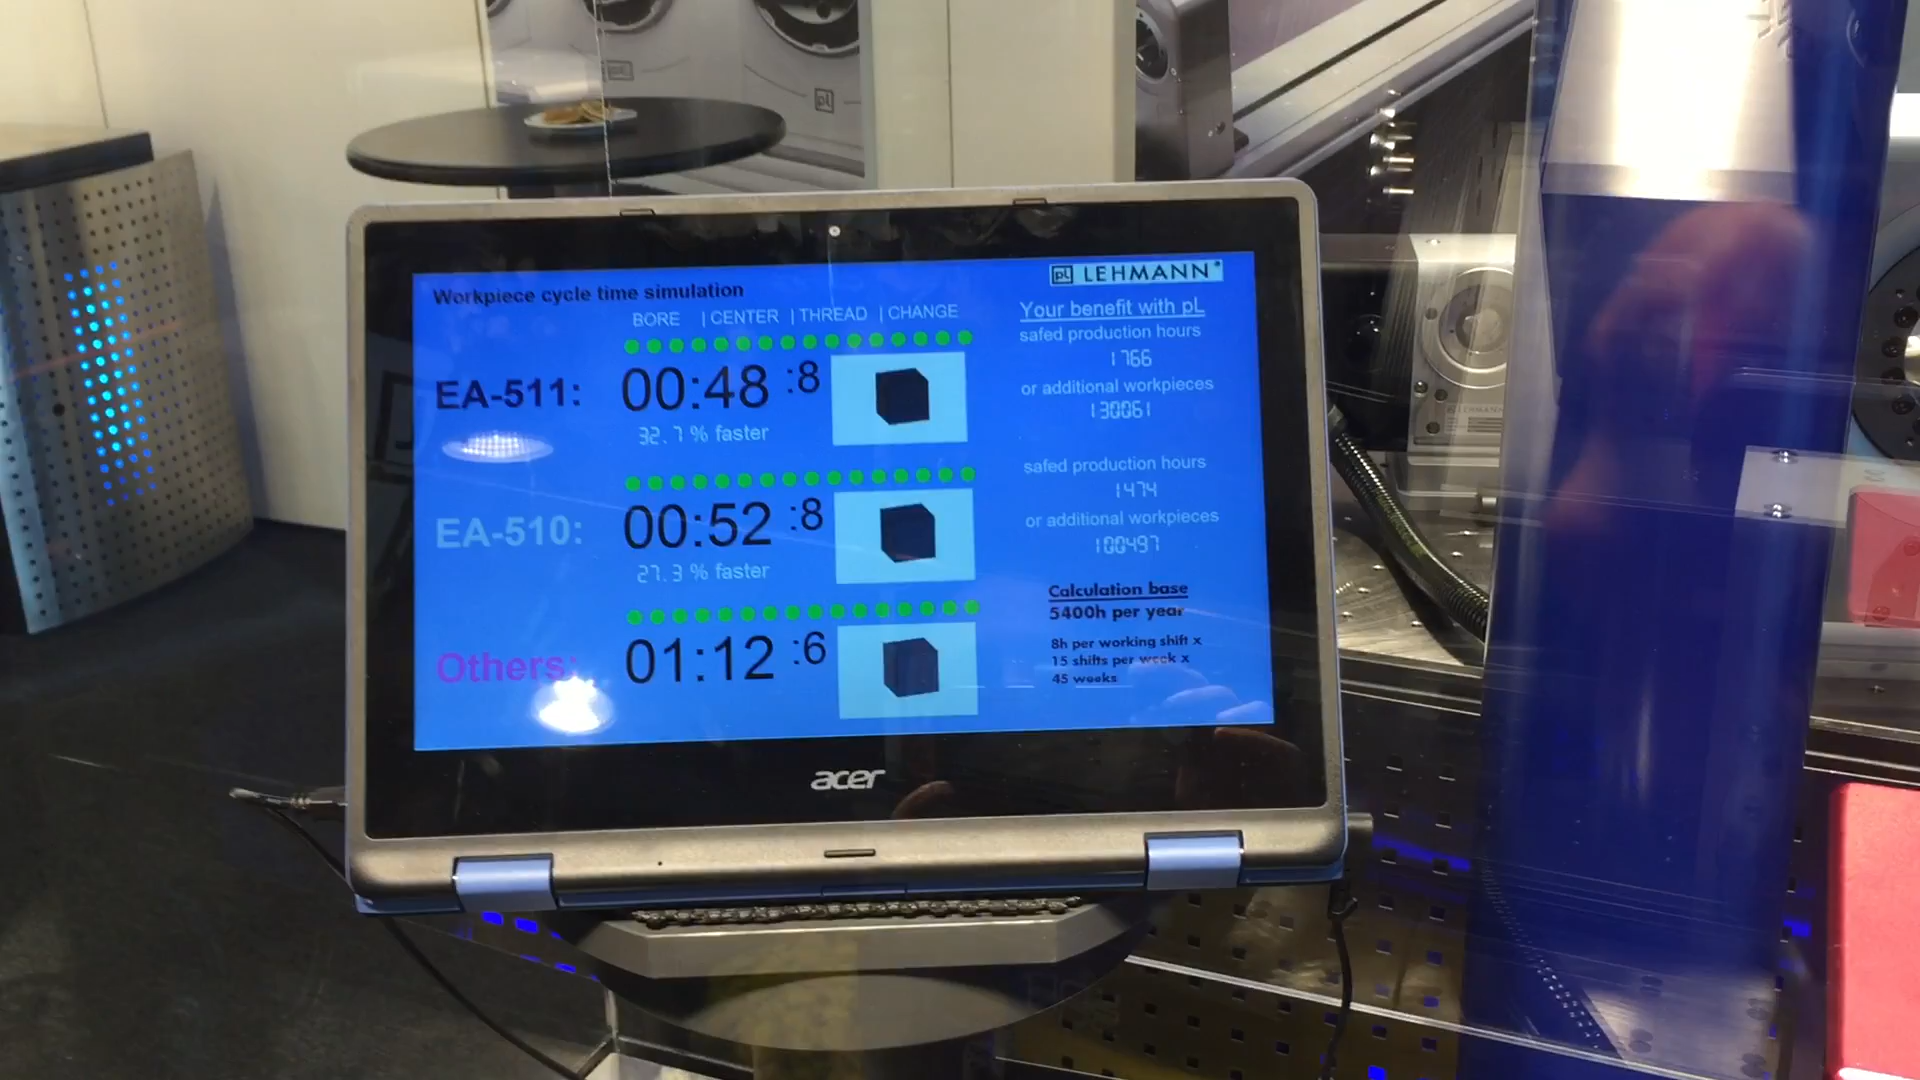 pL LEHMANN®
Workpiece cycle time simulation
BORE | CENTER | THREAD | CHANGE
EA-511: 00:48 :8
32.7 % faster
EA-510: 00:52 :8
27.3 % faster
Others: 01:12 :6
Your benefit with pL
safed production hours
1766
or additional workpieces
130061
safed production hours
1474
or additional workpieces
100497
Calculation base
5400h per year
8h per working shift x
15 shifts per week x
45 weeks
acer
pL